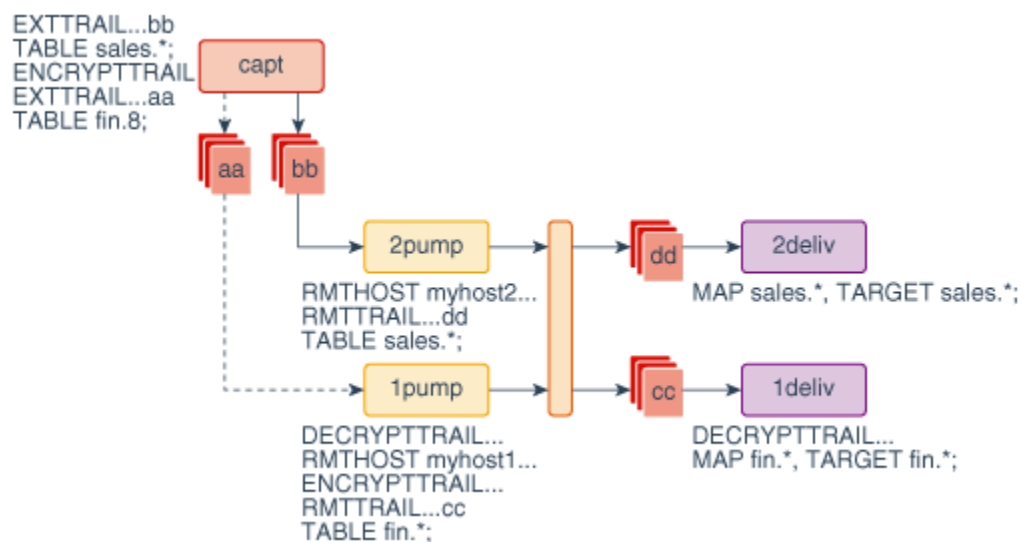 EXTTRAIL...bb
TABLE sales.*;
ENCRYPTTRAIL
EXTTRAIL...aa
TABLE fin.8;
capt
aa
bb
2pump
dd
2deliv
RMTHOST myhost2...
RMTTRAIL...dd
TABLE sales.*;
MAP sales.*, TARGET sales.*;
1pump
cc
1deliv
DECRYPTTRAIL...
RMTHOST myhost1...
ENCRYPTTRAIL...
RMTTRAIL...cc
TABLE fin.*;
DECRYPTTRAIL...
MAP fin.*, TARGET fin.*;